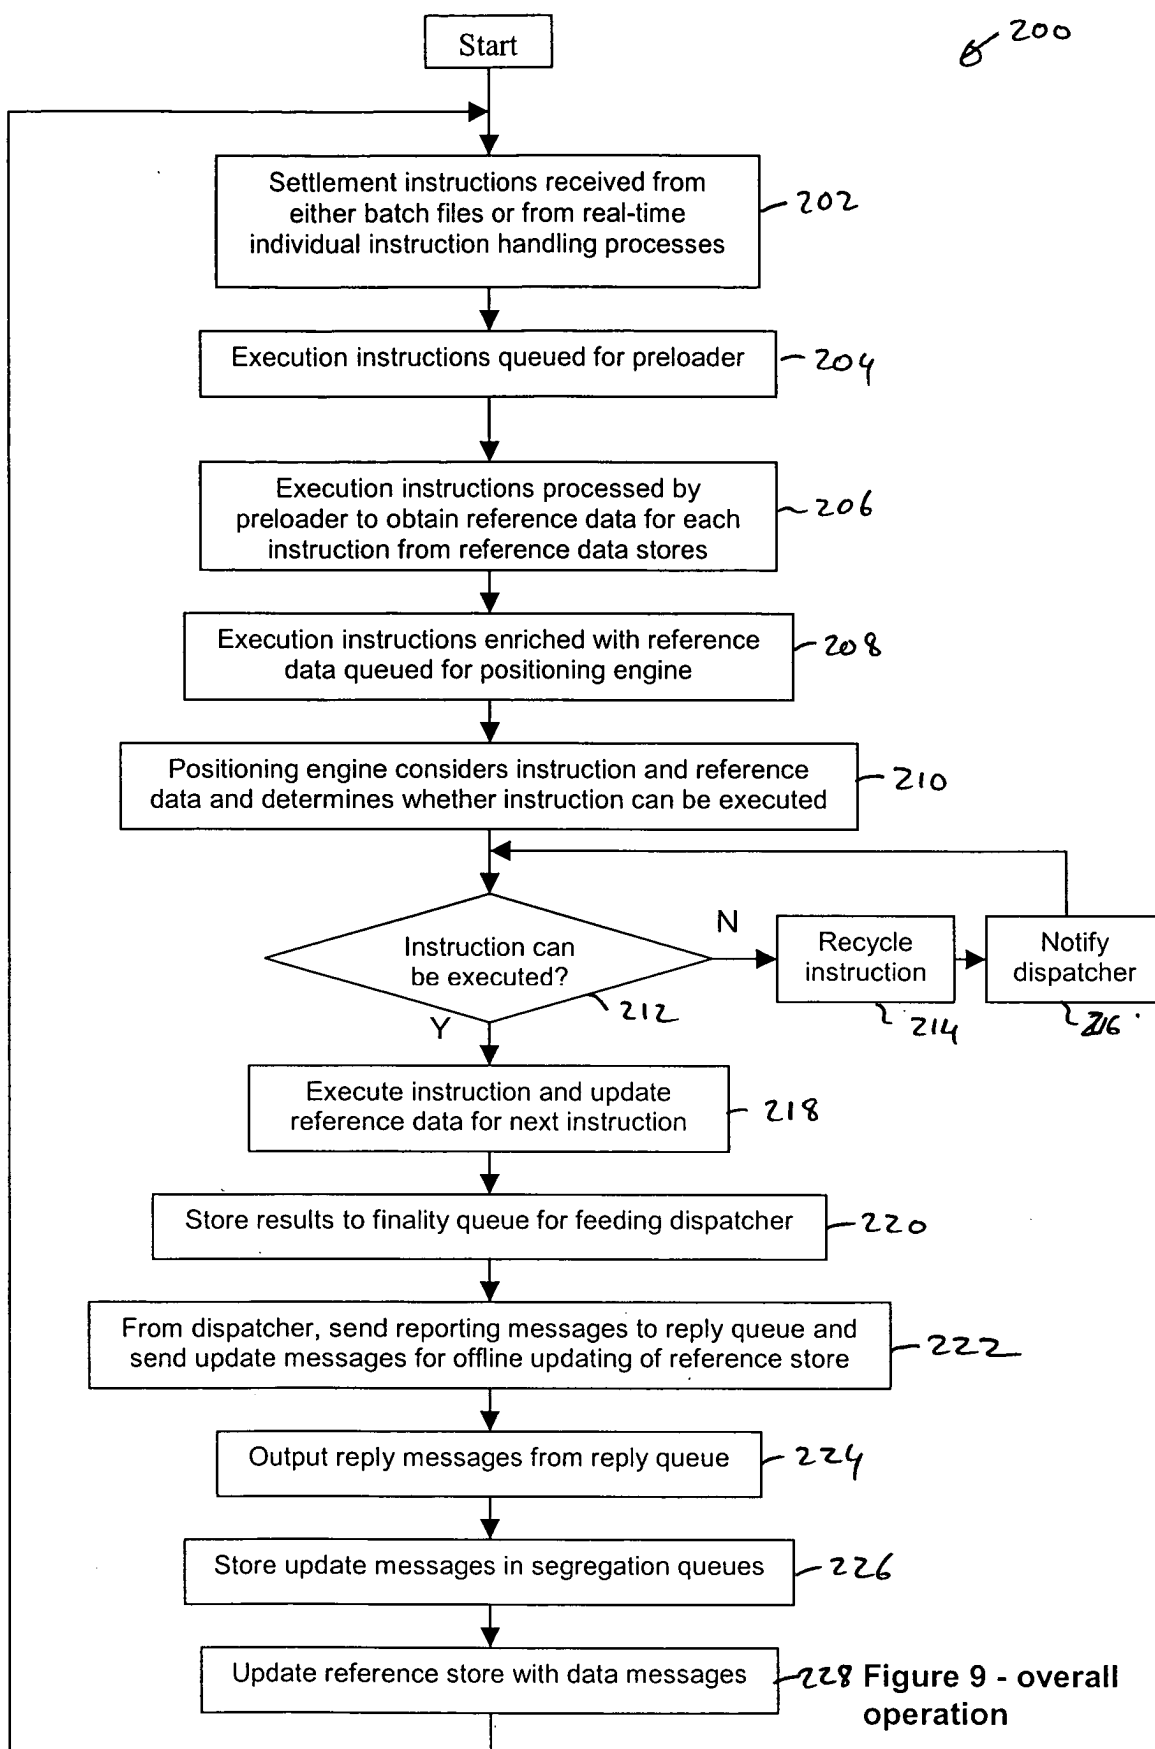 Start
200
Settlement instructions received from
either batch files or from real-time
individual instruction handling processes
202
Execution instructions queued for preloader
204
Execution instructions processed by
preloader to obtain reference data for each
instruction from reference data stores
206
Execution instructions enriched with reference
data queued for positioning engine
208
Positioning engine considers instruction and reference
data and determines whether instruction can be executed
210
Instruction can
be executed?
212
N
Recycle
instruction
214
Notify
dispatcher
216
Y
Execute instruction and update
reference data for next instruction
218
Store results to finality queue for feeding dispatcher
220
From dispatcher, send reporting messages to reply queue and
send update messages for offline updating of reference store
222
Output reply messages from reply queue
224
Store update messages in segregation queues
226
Update reference store with data messages
228
Figure 9 - overall
operation